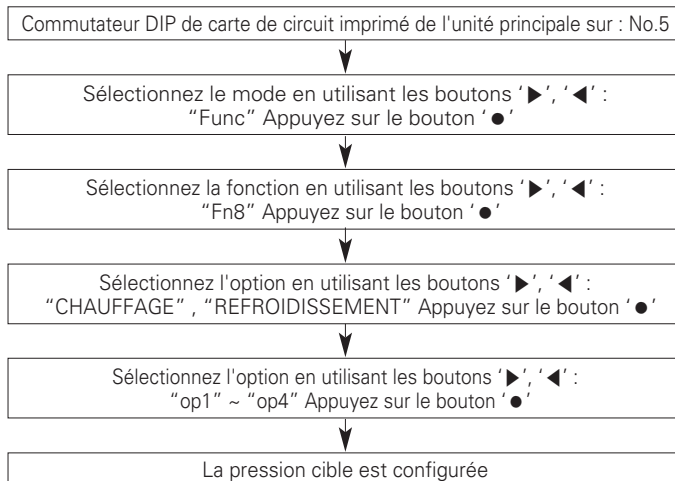 Commutateur DIP de carte de circuit imprimé de l'unité principale sur : No.5
Sélectionnez le mode en utilisant les boutons ‘▶’, ‘◀’ :
“Func” Appuyez sur le bouton ‘●’
Sélectionnez la fonction en utilisant les boutons ‘▶’, ‘◀’ :
“Fn8” Appuyez sur le bouton ‘●’
Sélectionnez l'option en utilisant les boutons ‘▶’, ‘◀’ :
“CHAUFFAGE” , “REFROIDISSEMENT” Appuyez sur le bouton ‘●’
Sélectionnez l'option en utilisant les boutons ‘▶’, ‘◀’ :
“op1” ~ “op4” Appuyez sur le bouton ‘●’
La pression cible est configurée